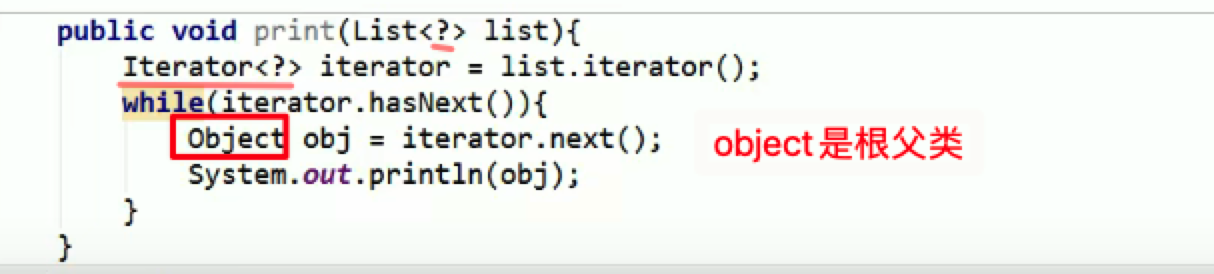 public void print(List<?> list){
Iterator<?> iterator = list.iterator();
while(iterator.hasNext()){
Object obj = iterator.next();
object是根父类
System.out.println(obj);
}
}